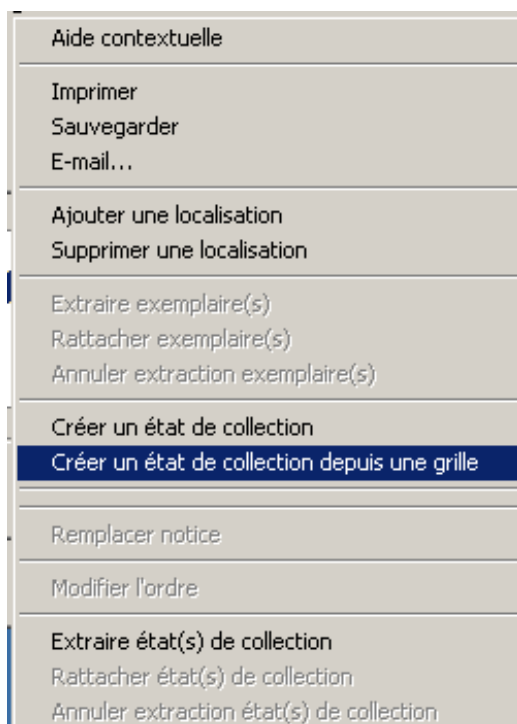 Aide contextuelle
Imprimer
Sauvegarder
E-mail...
Ajouter une localisation
Supprimer une localisation
Extraire exemplaire(s)
Rattacher exemplaire(s)
Annuler extraction exemplaire(s)
Créer un état de collection
Créer un état de collection depuis une grille
Remplacer notice
Modifier l'ordre
Extraire état(s) de collection
Rattacher état(s) de collection
Annuler extraction état(s) de collection